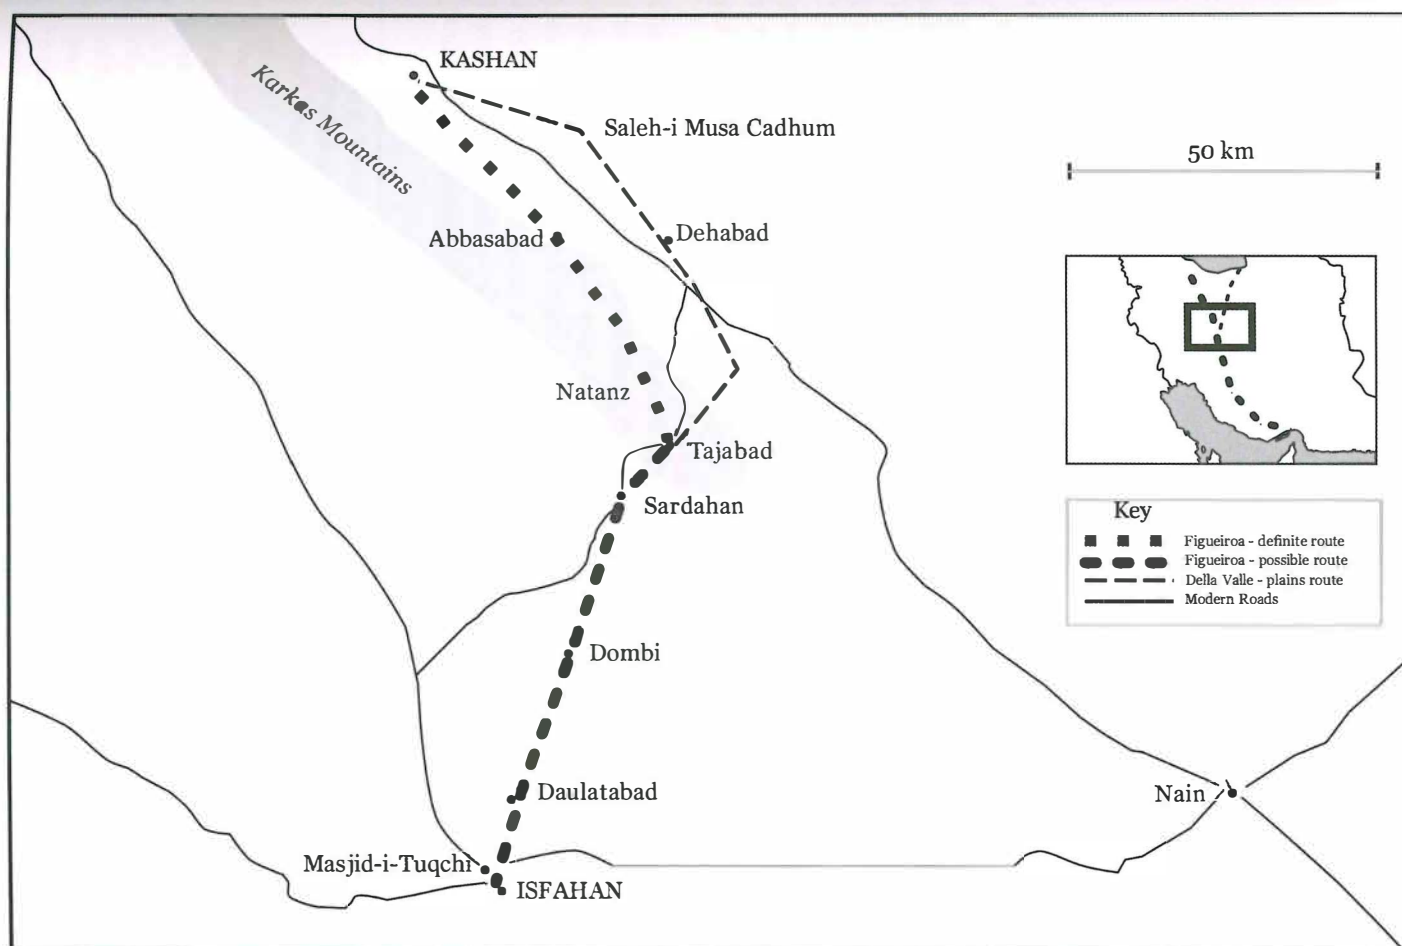 KASHAN
Karkas Mountains
Saleh-i Musa Cadhum
50 km
Abbasabad
Dehabad
Natanz
Tajabad
Sardahan
Key
Figueiroa - definite route
Figueiroa - possible route
Della Valle - plains route
Modern Roads
Dombi
Daulatabad
Nain
Masjid-i-Tuqchi
ISFAHAN